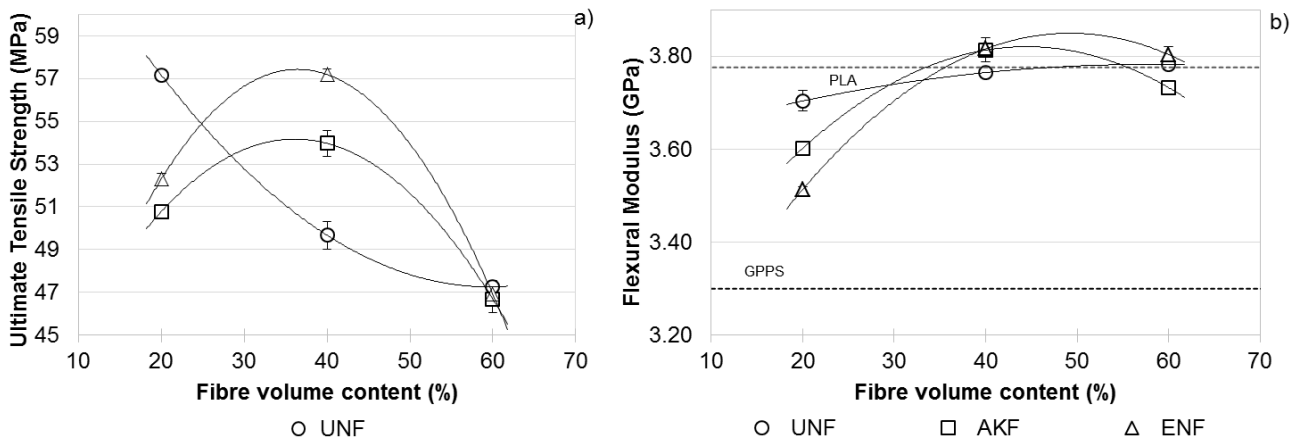 a)
Ultimate Tensile Strength (MPa)
59
57
55
53
51
49
47
45
10 20 30 40 50 60 70
Fibre volume content (%)
UNF
b)
Flexural Modulus (GPa)
3.80
3.60
3.40
3.20
PLA
GPPS
10 20 30 40 50 60 70
Fibre volume content (%)
UNF AKF ENF